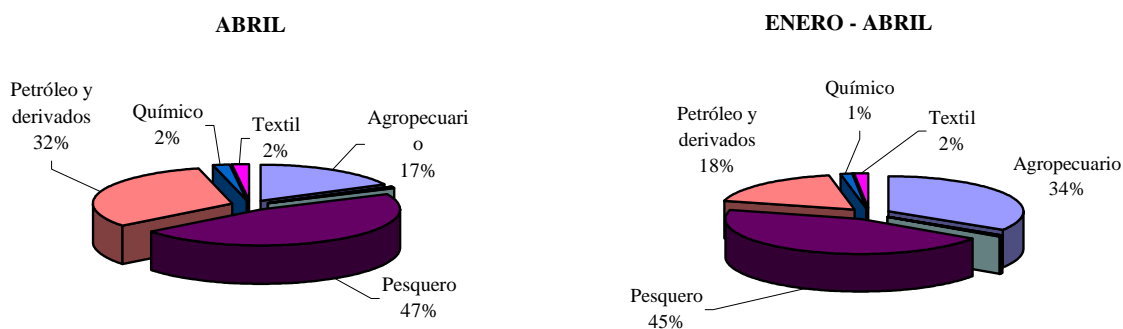 ABRIL
Petróleo y
derivados
32%
Químico
2%
Textil
2%
Agropecuari
o
17%
Pesquero
47%
ENERO - ABRIL
Petróleo y
derivados
18%
Químico
1%
Textil
2%
Agropecuario
34%
Pesquero
45%